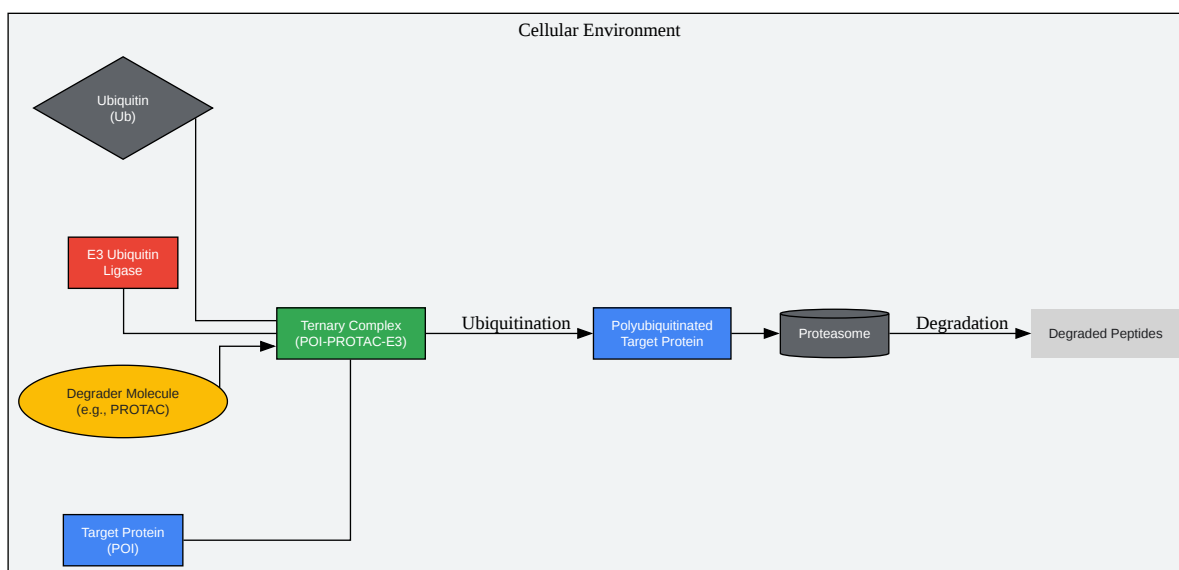 Cellular Environment
Ubiquitin
(Ub)
E3 Ubiquitin
Ligase
Ternary Complex
(POI-PROTAC-E3)
Ubiquitination
Polyubiquitinated
Target Protein
Proteasome
Degradation
Degraded Peptides
Degrader Molecule
(e.g., PROTAC)
Target Protein
(POI)